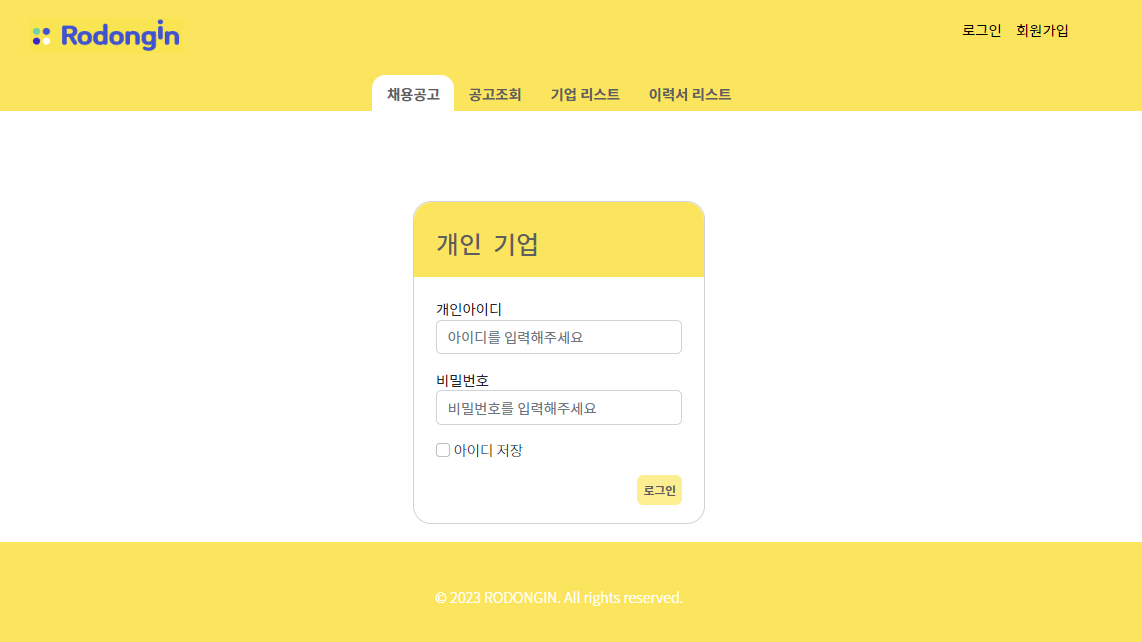 Rodongin
로그인 회원가입
채용공고 공고조회 기업 리스트 이력서 리스트
개인 기업
개인아이디
아이디를 입력해주세요
비밀번호
비밀번호를 입력해주세요
아이디 저장
로그인
© 2023 RODONGIN. All rights reserved.